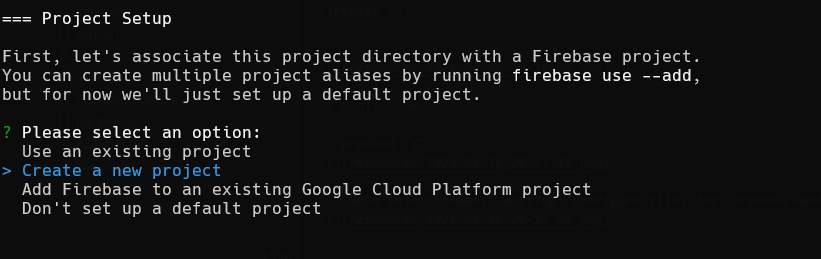 === Project Setup
First, let's associate this project directory with a Firebase project.
You can create multiple project aliases by running firebase use --add,
but for now we'll just set up a default project.
? Please select an option:
Use an existing project
> Create a new project
Add Firebase to an existing Google Cloud Platform project
Don't set up a default project